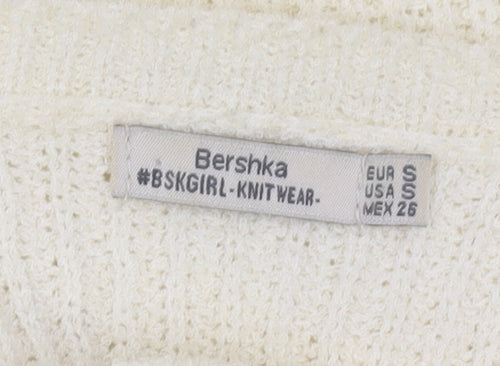 Bershka
#BSKGIRL-KNITWEAR-
EUR S
USA S
MEX 26